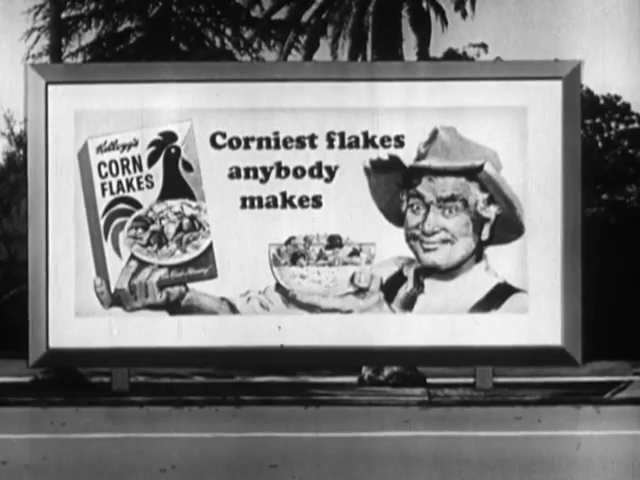 Kellogg's
CORN
FLAKES
Corniest flakes
anybody
makes